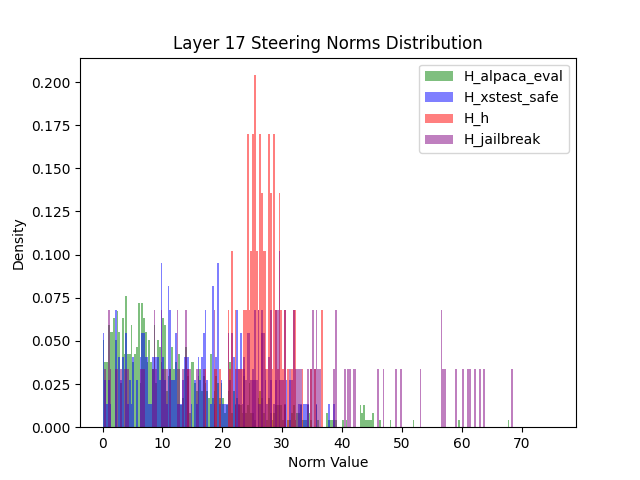 Layer 17 Steering Norms Distribution
H_alpaca_eval
H_xstest_safe
H_h
H_jailbreak
0.200
0.175
0.150
0.125
0.100
0.075
0.050
0.025
0.000
Density
0 10 20 30 40 50 60 70
Norm Value